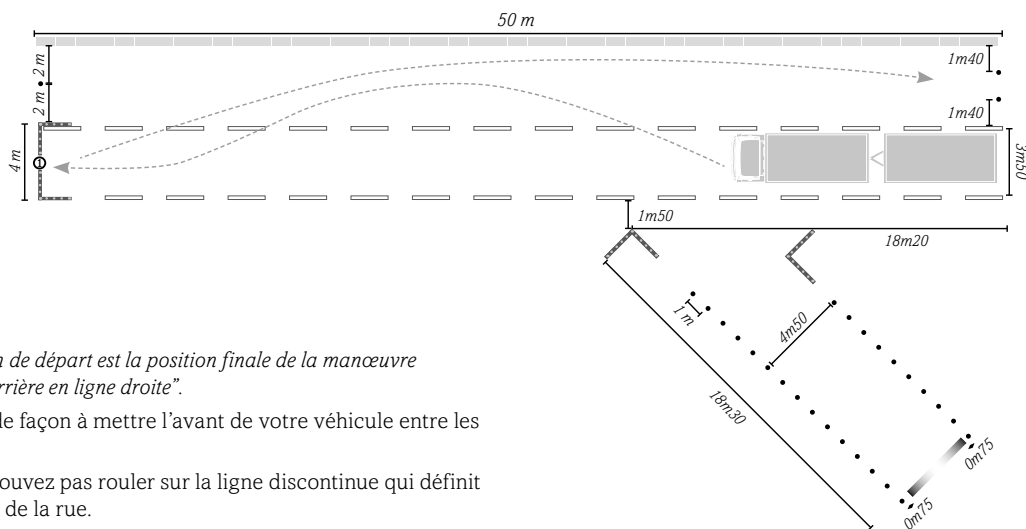 50 m
2 m
1m40
2 m
1m40
4 m
1
3m50
1m50
18m20
1 m
4m50
18m30
0m75
0m75
n de départ est la position finale de la manœuvre
rrière en ligne droite”.
le façon à mettre l’avant de votre véhicule entre les
ouvez pas rouler sur la ligne discontinue qui définit
de la rue.